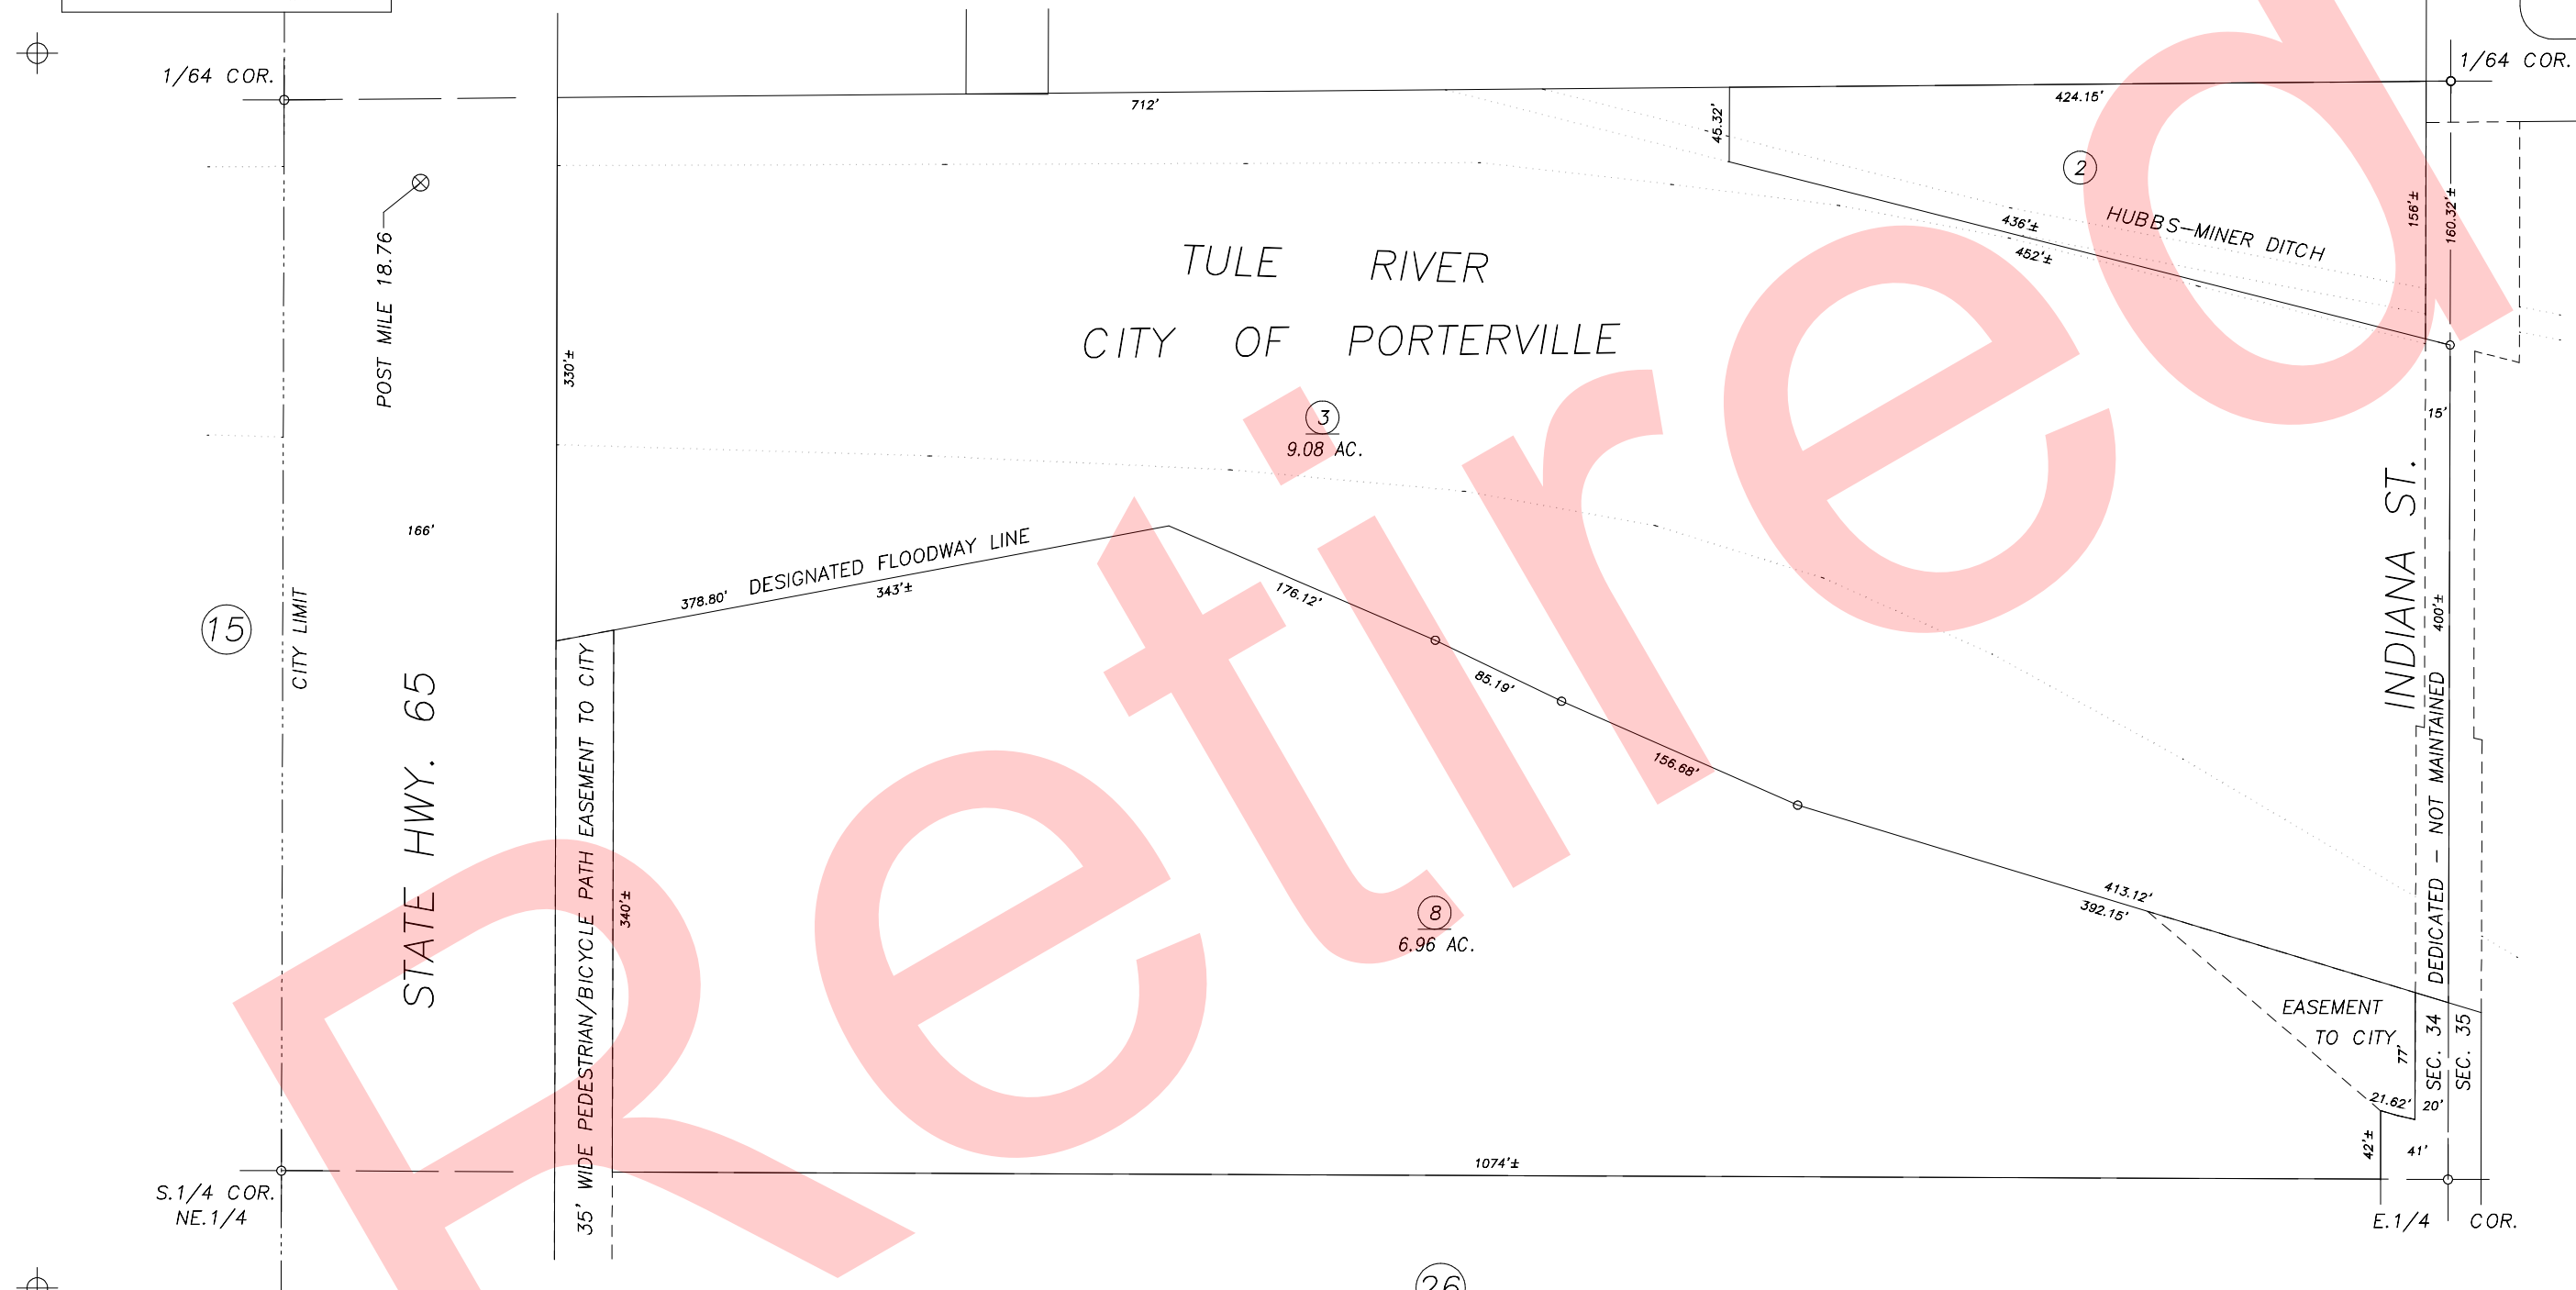 1/64 COR.
1/64 COR.
712'
424.15'
45.32'
2
POST MILE 18.76
156'±
160.32'±
436'±
452'±
HUBBS-MINER DITCH
TULE RIVER
CITY OF PORTERVILLE
330'±
3
9.08 AC.
15'
166'
INDIANA ST.
378.80'
DESIGNATED FLOODWAY LINE
343'±
176.12'
15
CITY LIMIT
400'±
85.19'
STATE HWY. 65
35' WIDE PEDESTRIAN/BICYCLE PATH EASEMENT TO CITY
156.68'
DEDICATED - NOT MAINTAINED
340'±
8
6.96 AC.
413.12'
392.15'
EASEMENT
TO CITY
77'
SEC. 34
SEC. 35
21.62'
20'
42'±
41'
1074'±
S.1/4 COR.
NE.1/4
E.1/4 COR.
26
Retired